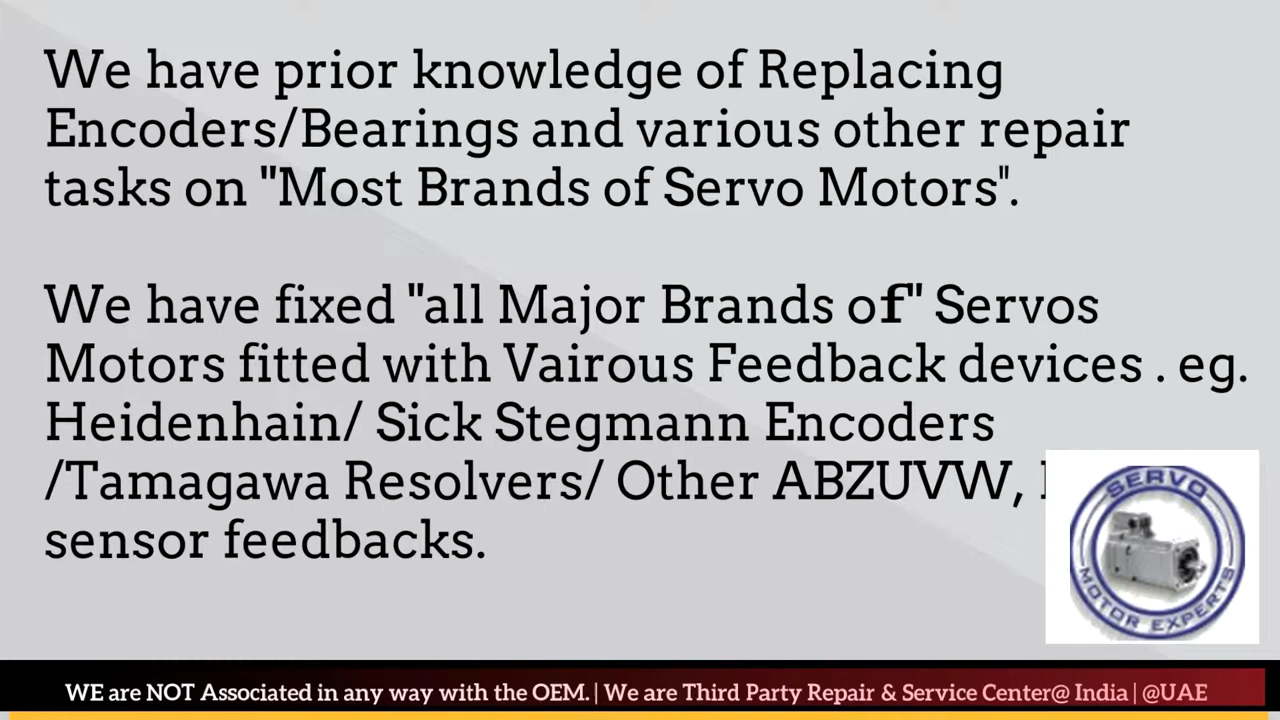 We have prior knowledge of Replacing
Encoders/Bearings and various other repair
tasks on "Most Brands of Servo Motors".
We have fixed "all Major Brands of" Servos
Motors fitted with Vairous Feedback devices . eg.
Heidenhain/ Sick Stegmann Encoders
/Tamagawa Resolvers/ Other ABZUVW,
sensor feedbacks.
SERVO
MOTOR EXPERTS
WE are NOT Associated in any way with the OEM. | We are Third Party Repair & Service Center@ India | @UAE